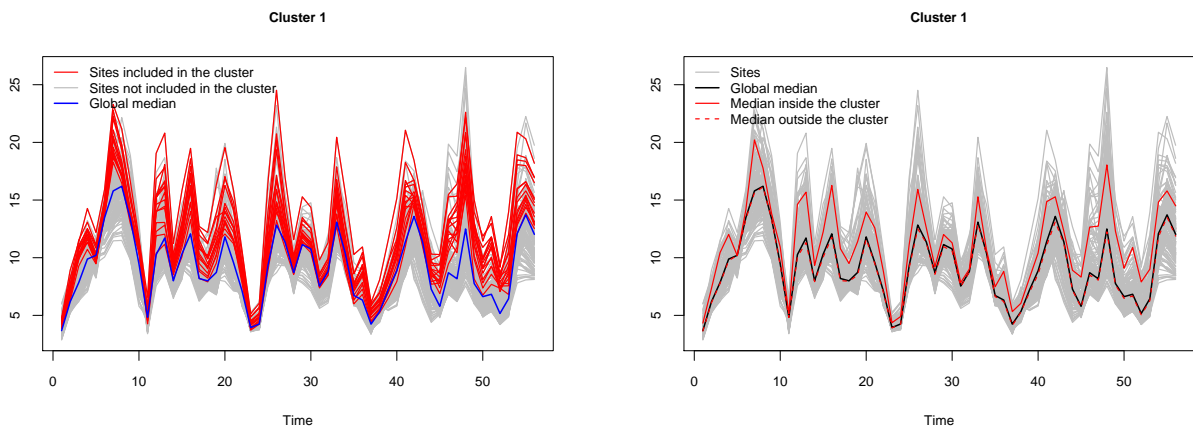 Cluster 1
Sites included in the cluster
Sites not included in the cluster
Global median
25
20
15
10
5
0 10 20 30 40 50
Time
Cluster 1
Sites
Global median
Median inside the cluster
Median outside the cluster
25
20
15
10
5
0 10 20 30 40 50
Time